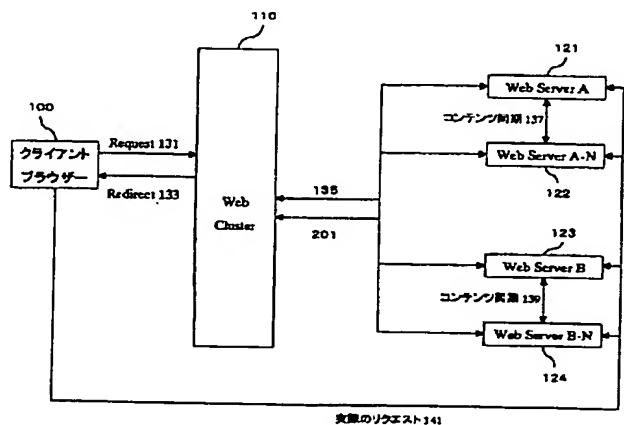 110
121
Web Server A
100
コンテンツ同期 137
クライアント
ブラウザー
Request 131
Redirect 133
Web Server A-N
122
135
Web
Cluster
201
123
Web Server B
コンテンツ同期 139
Web Server B-N
124
実際のリクエスト 141